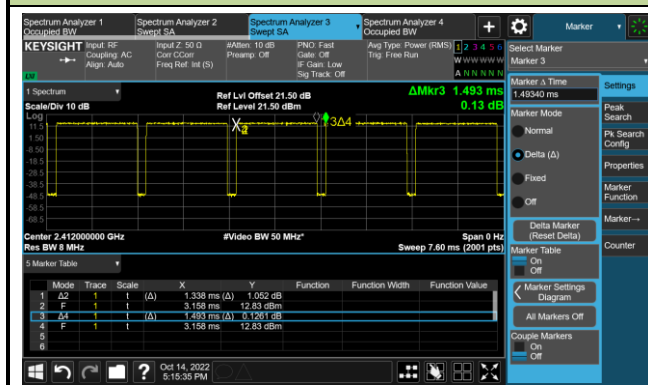 Spectrum Analyzer 1
Occupied BW
Spectrum Analyzer 2
Swept SA
Spectrum Analyzer 3
Swept SA
Spectrum Analyzer 4
Occupied BW
+
Marker
KEYSIGHT
Input: RF
Coupling: AC
Align: Auto
Input Z: 50 Ω
Corr CCorr
Freq Ref: Int (S)
#Atten: 10 dB
Preamp: Off
PNO: Fast
Gate: Off
IF Gain: Low
Sig Track: Off
Avg Type: Power (RMS)
Trig: Free Run
1 2 3 4 5 6
W W W W W W
A N N N N N
Select Marker
Marker 3
1 Spectrum
Scale/Div 10 dB
Ref Lvl Offset 21.50 dB
Ref Level 21.50 dBm
ΔMkr3 1.493 ms
0.13 dB
Log
11.5
1.50
-8.50
-18.5
-28.5
-38.5
-48.5
-58.5
-68.5
X2
3Δ4
Center 2.412000000 GHz
Res BW 8 MHz
#Video BW 50 MHz*
Span 0 Hz
Sweep 7.60 ms (2001 pts)
5 Marker Table
Mode Trace Scale X Y Function Function Width Function Value
1 Δ2 1 t (Δ) 1.338 ms (Δ) 1.052 dB
2 F 1 t 3.158 ms 12.83 dBm
3 Δ4 1 t (Δ) 1.493 ms (Δ) 0.1261 dB
4 F 1 t 3.158 ms 12.83 dBm
5
6
Marker Δ Time
1.49340 ms
Marker Mode
Normal
Delta (Δ)
Fixed
Off
Delta Marker
(Reset Delta)
Marker Table
On
Off
Marker Settings
Diagram
All Markers Off
Couple Markers
On
Off
Settings
Peak
Search
Pk Search
Config
Properties
Marker
Function
Marker→
Counter
?
Oct 14, 2022
5:15:35 PM